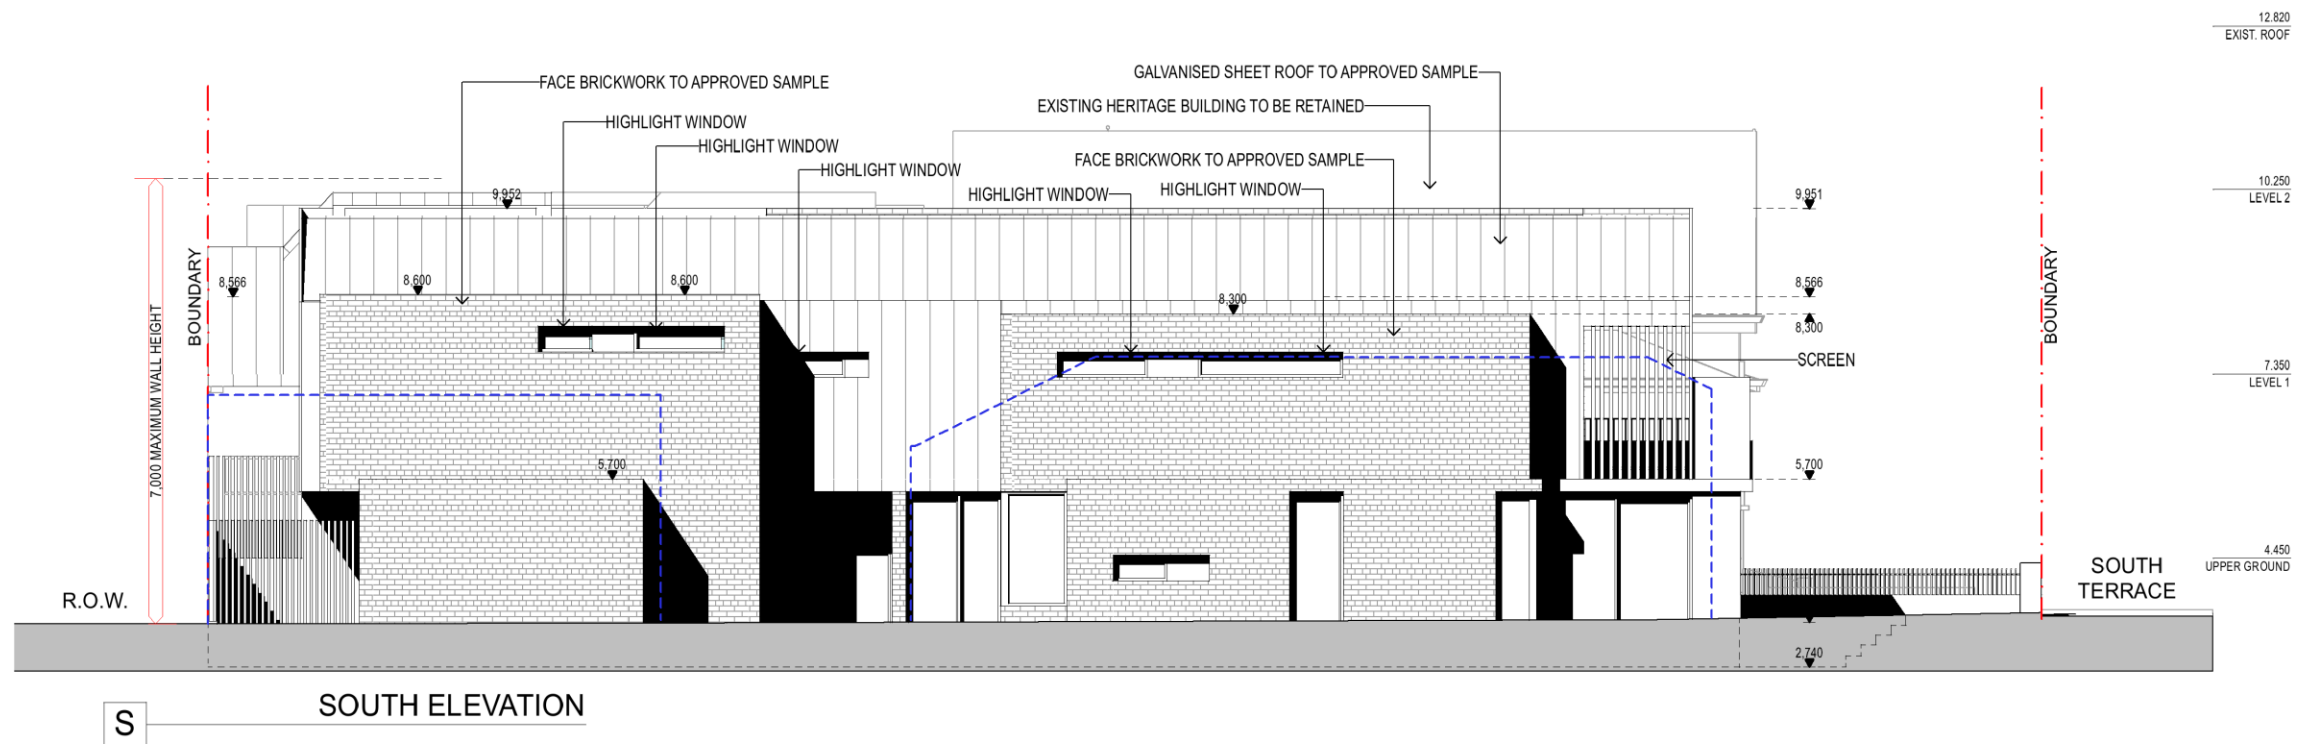 12.820
EXIST. ROOF
GALVANISED SHEET ROOF TO APPROVED SAMPLE
FACE BRICKWORK TO APPROVED SAMPLE
EXISTING HERITAGE BUILDING TO BE RETAINED
HIGHLIGHT WINDOW
HIGHLIGHT WINDOW
FACE BRICKWORK TO APPROVED SAMPLE
HIGHLIGHT WINDOW
HIGHLIGHT WINDOW
HIGHLIGHT WINDOW
10.250
LEVEL 2
9,952
9,951
BOUNDARY
BOUNDARY
8,566
8,600
8,600
8,566
8,300
8,300
7,000 MAXIMUM WALL HEIGHT
SCREEN
7.350
LEVEL 1
5,700
5,700
4.450
UPPER GROUND
SOUTH
TERRACE
R.O.W.
2,740
SOUTH ELEVATION
S